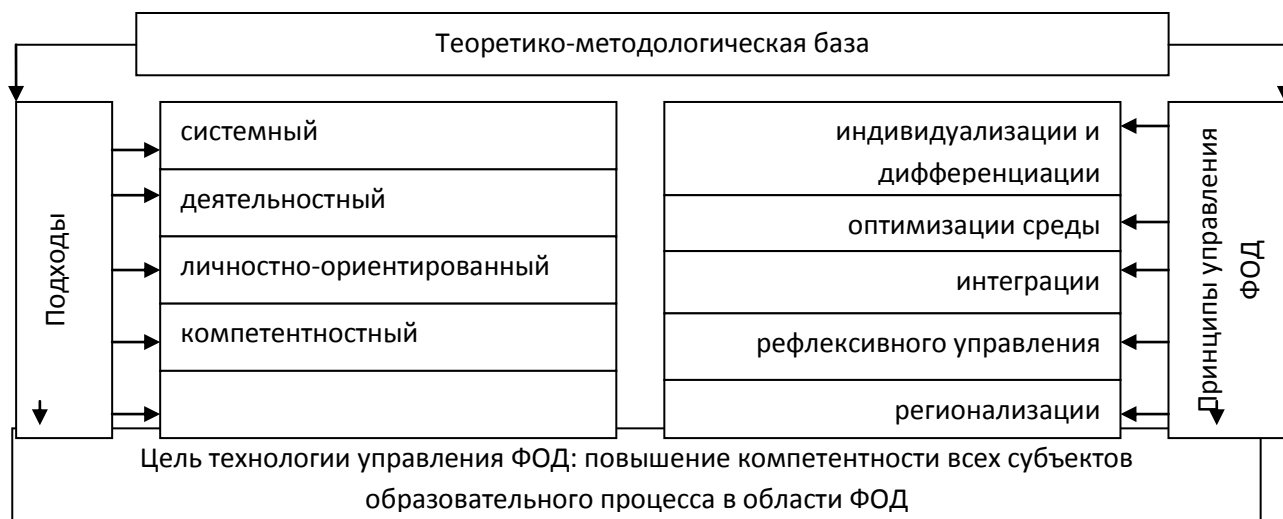 Теоретико-методологическая база
Подходы
системный
деятельностный
личностно-ориентированный
компетентностный
индивидуализации и
дифференциации
оптимизации среды
интеграции
рефлексивного управления
регионализации
Принципы управления
ФОД
Цель технологии управления ФОД: повышение компетентности всех субъектов
образовательного процесса в области ФОД